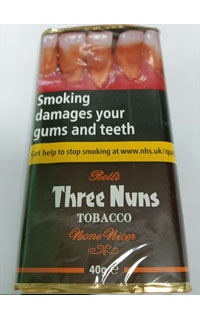 Smoking
damages your
gums and teeth
Get help to stop smoking at www.nhs.uk/qu
Bell's
Three Nuns
TOBACCO
None Nicer
40g e